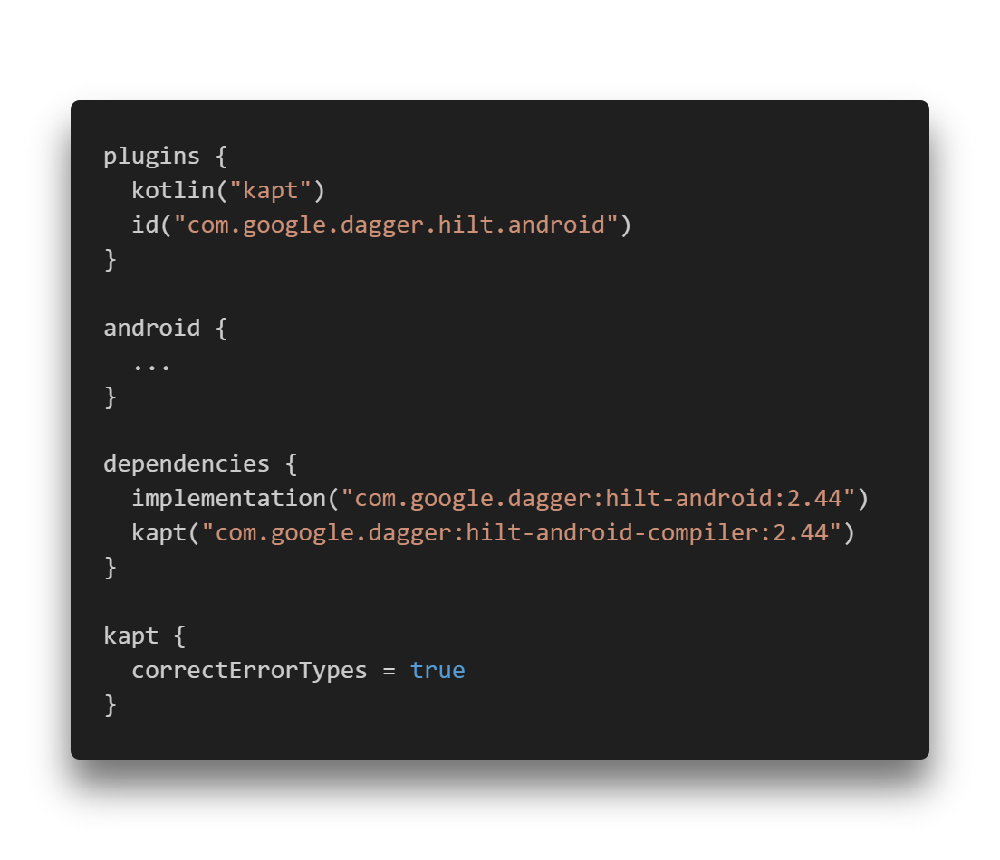 plugins {
  kotlin("kapt")
  id("com.google.dagger.hilt.android")
}

android {
  ...
}

dependencies {
  implementation("com.google.dagger:hilt-android:2.44")
  kapt("com.google.dagger:hilt-android-compiler:2.44")
}

kapt {
  correctErrorTypes = true
}